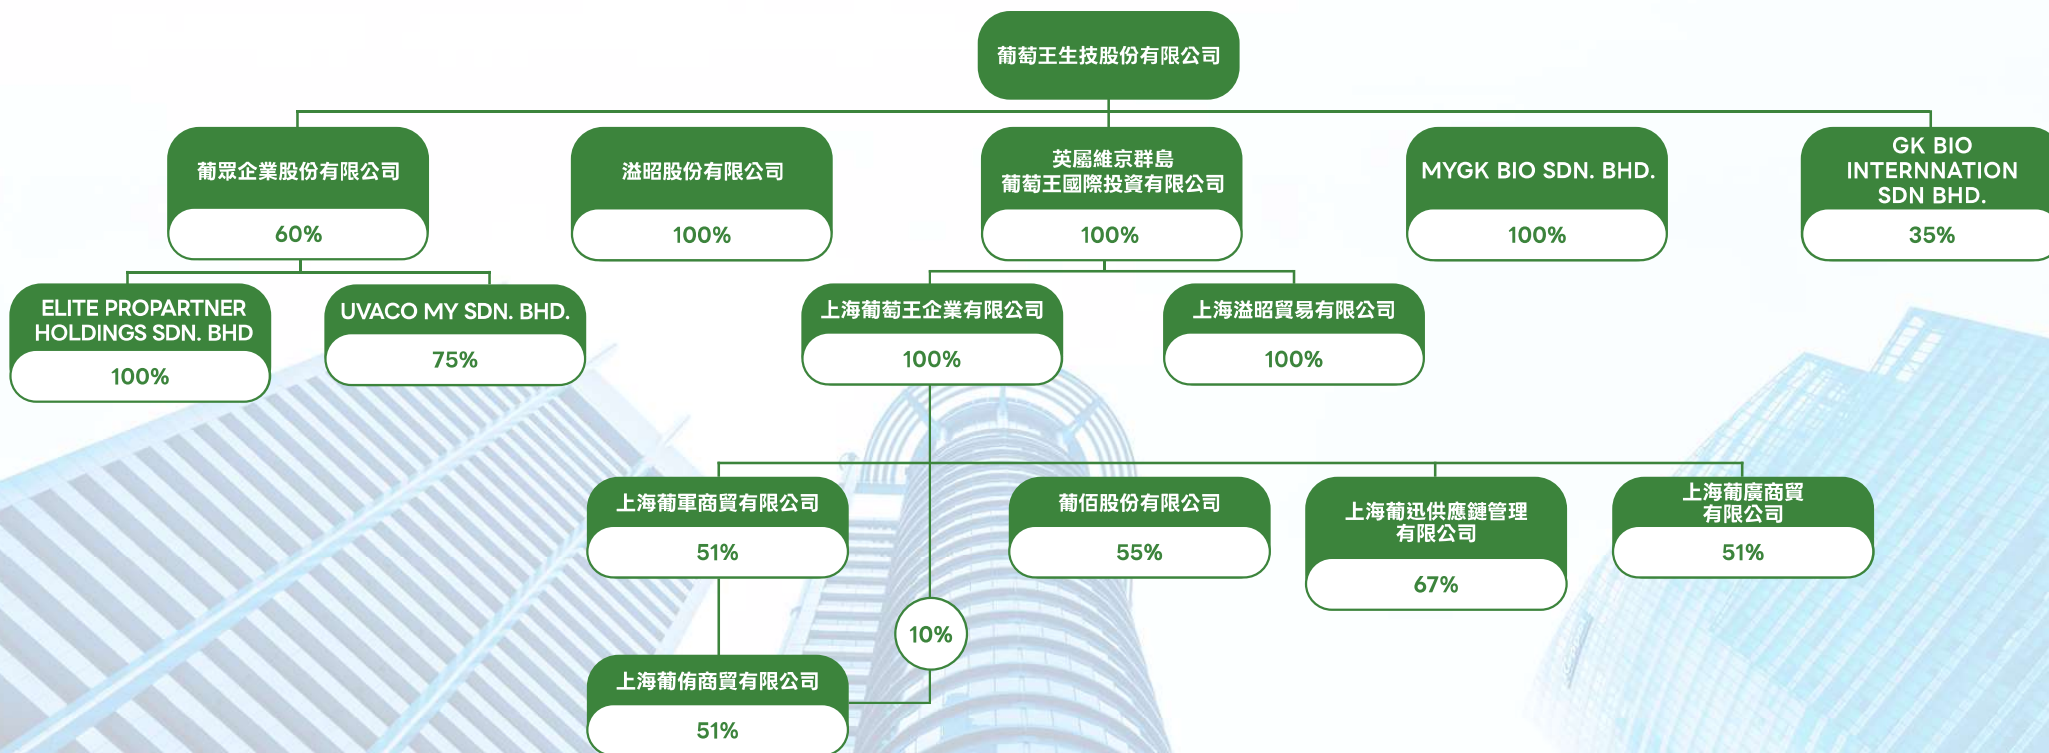 葡萄王生技股份有限公司
葡眾企業股份有限公司
60%
溢昭股份有限公司
100%
英屬維京群島
葡萄王國際投資有限公司
100%
MYGK BIO SDN. BHD.
100%
GK BIO
INTERNNATION
SDN BHD.
35%
ELITE PROPARTNER
HOLDINGS SDN. BHD
100%
UVACO MY SDN. BHD.
75%
上海葡萄王企業有限公司
100%
上海溢昭貿易有限公司
100%
上海葡軍商貿有限公司
51%
葡佰股份有限公司
55%
上海葡迅供應鏈管理
有限公司
67%
上海葡廣商貿
有限公司
51%
10%
上海葡侑商貿有限公司
51%